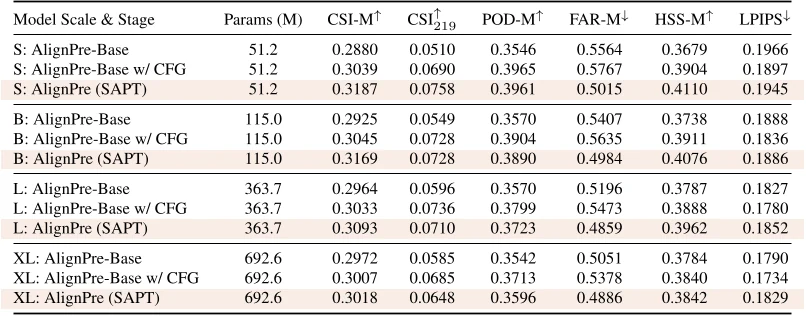 Model Scale & Stage Params (M) CSI-M↑ CSI↑219 POD-M↑ FAR-M↓ HSS-M↑ LPIPS↓
S: AlignPre-Base 51.2 0.2880 0.0510 0.3546 0.5564 0.3679 0.1966
S: AlignPre-Base w/ CFG 51.2 0.3039 0.0690 0.3965 0.5767 0.3904 0.1897
S: AlignPre (SAPT) 51.2 0.3187 0.0758 0.3961 0.5015 0.4110 0.1945
B: AlignPre-Base 115.0 0.2925 0.0549 0.3570 0.5407 0.3738 0.1888
B: AlignPre-Base w/ CFG 115.0 0.3045 0.0728 0.3904 0.5635 0.3911 0.1836
B: AlignPre (SAPT) 115.0 0.3169 0.0728 0.3890 0.4984 0.4076 0.1886
L: AlignPre-Base 363.7 0.2964 0.0596 0.3570 0.5196 0.3787 0.1827
L: AlignPre-Base w/ CFG 363.7 0.3033 0.0736 0.3799 0.5473 0.3888 0.1780
L: AlignPre (SAPT) 363.7 0.3093 0.0710 0.3723 0.4859 0.3962 0.1852
XL: AlignPre-Base 692.6 0.2972 0.0585 0.3542 0.5051 0.3784 0.1790
XL: AlignPre-Base w/ CFG 692.6 0.3007 0.0685 0.3713 0.5378 0.3840 0.1734
XL: AlignPre (SAPT) 692.6 0.3018 0.0648 0.3596 0.4886 0.3842 0.1829